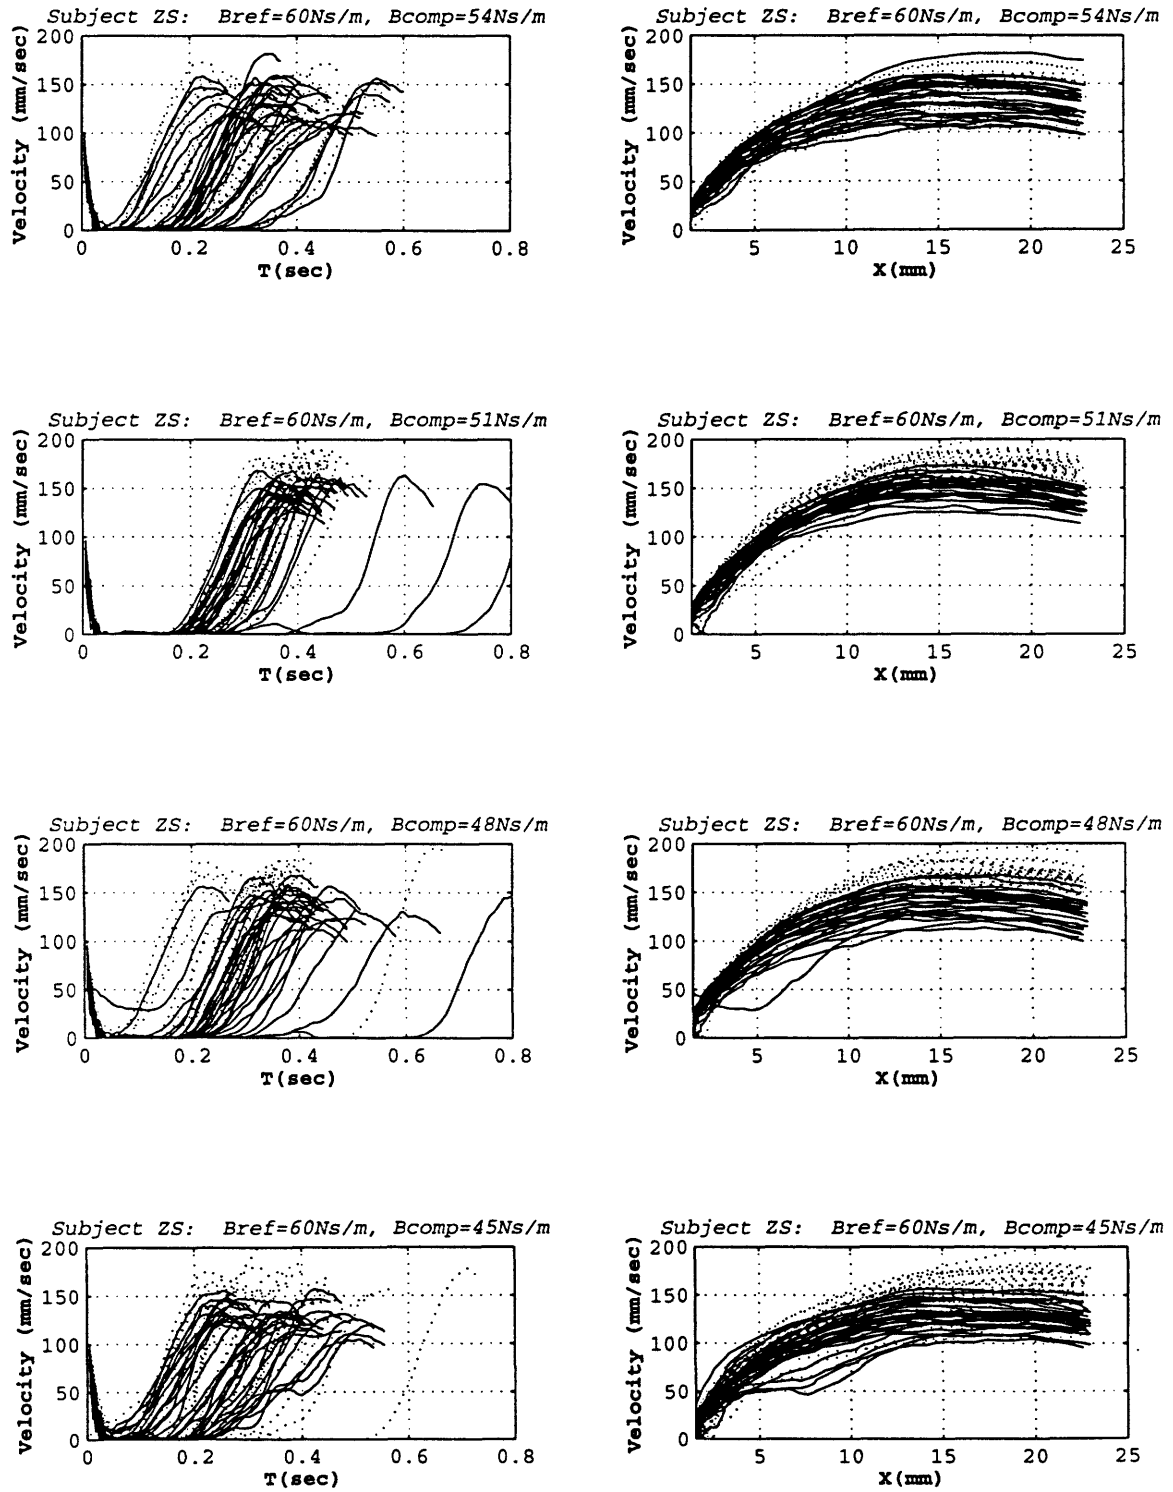 Subject ZS: Bref=60Ns/m, Bcomp=54Ns/m
Velocity (mm/sec)
200
150
100
50
0
0 0.2 0.4 0.6 0.8
T(sec)
Subject ZS: Bref=60Ns/m, Bcomp=54Ns/m
Velocity (mm/sec)
200
150
100
50
0
5 10 15 20 25
X(mm)
Subject ZS: Bref=60Ns/m, Bcomp=51Ns/m
Velocity (mm/sec)
200
150
100
50
0
0 0.2 0.4 0.6 0.8
T(sec)
Subject ZS: Bref=60Ns/m, Bcomp=51Ns/m
Velocity (mm/sec)
200
150
100
50
0
5 10 15 20 25
X(mm)
Subject ZS: Bref=60Ns/m, Bcomp=48Ns/m
Velocity (mm/sec)
200
150
100
50
0
0 0.2 0.4 0.6 0.8
T(sec)
Subject ZS: Bref=60Ns/m, Bcomp=48Ns/m
Velocity (mm/sec)
200
150
100
50
0
5 10 15 20 25
X(mm)
Subject ZS: Bref=60Ns/m, Bcomp=45Ns/m
Velocity (mm/sec)
200
150
100
50
0
0 0.2 0.4 0.6 0.8
T(sec)
Subject ZS: Bref=60Ns/m, Bcomp=45Ns/m
Velocity (mm/sec)
200
150
100
50
0
5 10 15 20 25
X(mm)